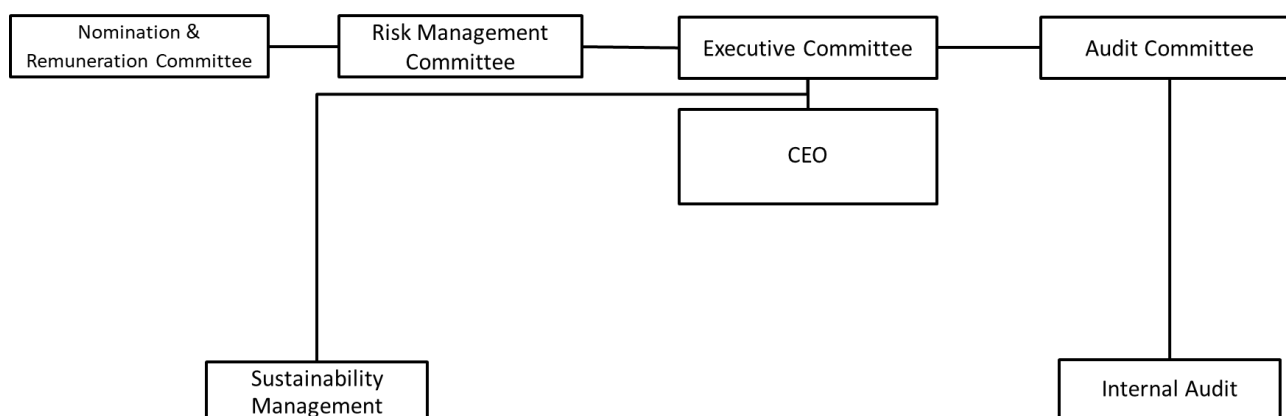 Nomination &
Remuneration Committee
Risk Management
Committee
Executive Committee
Audit Committee
CEO
Sustainability
Management
Internal Audit